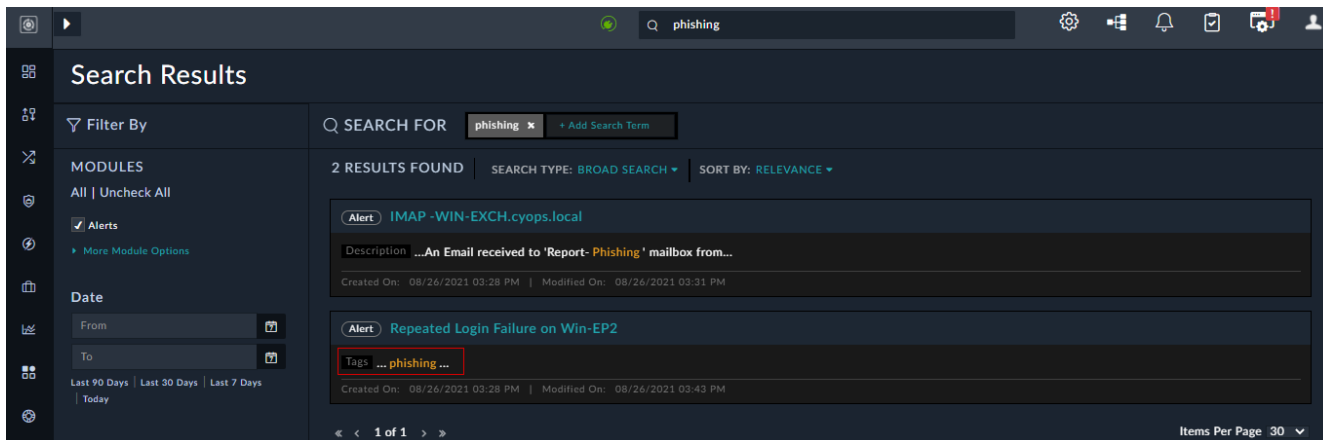 phishing
Search Results
Filter By
SEARCH FOR phishing × + Add Search Term
MODULES
All | Uncheck All
Alerts
More Module Options
Date
From
To
Last 90 Days | Last 30 Days | Last 7 Days
| Today
2 RESULTS FOUND SEARCH TYPE: BROAD SEARCH SORT BY: RELEVANCE
Alert IMAP -WIN-EXCH.cyops.local
Description ...An Email received to 'Report- Phishing ' mailbox from...
Created On: 08/26/2021 03:28 PM | Modified On: 08/26/2021 03:31 PM
Alert Repeated Login Failure on Win-EP2
Tags ... phishing ...
Created On: 08/26/2021 03:28 PM | Modified On: 08/26/2021 03:43 PM
« ‹ 1 of 1 › » Items Per Page 30